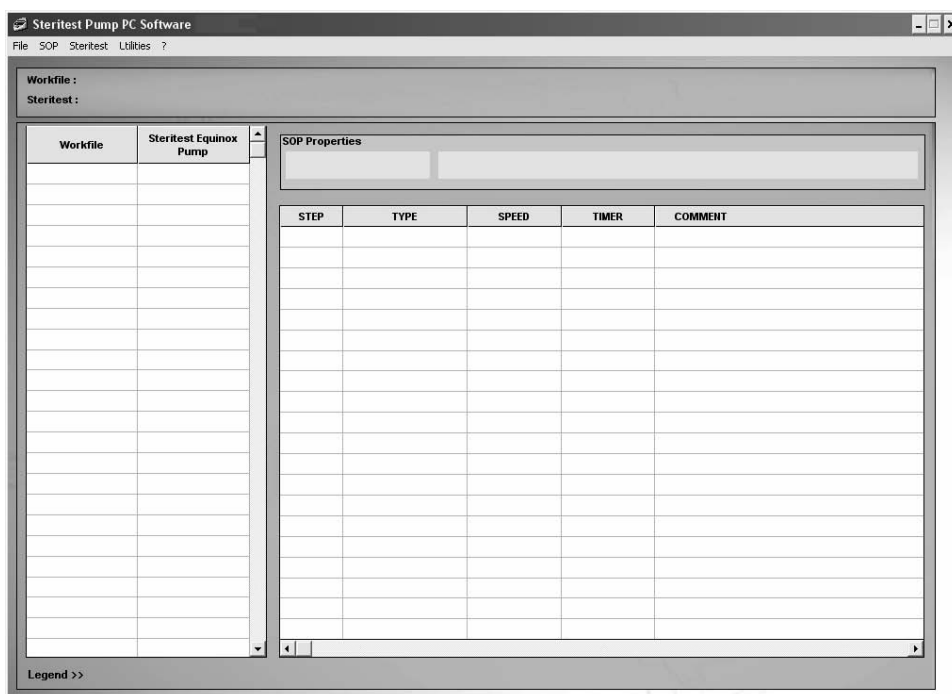 Steritest Pump PC Software
File SOP Steritest Utilities ?
Workfile :
Steritest :
Workfile
Steritest Equinox
Pump
SOP Properties
STEP TYPE SPEED TIMER COMMENT
Legend >>